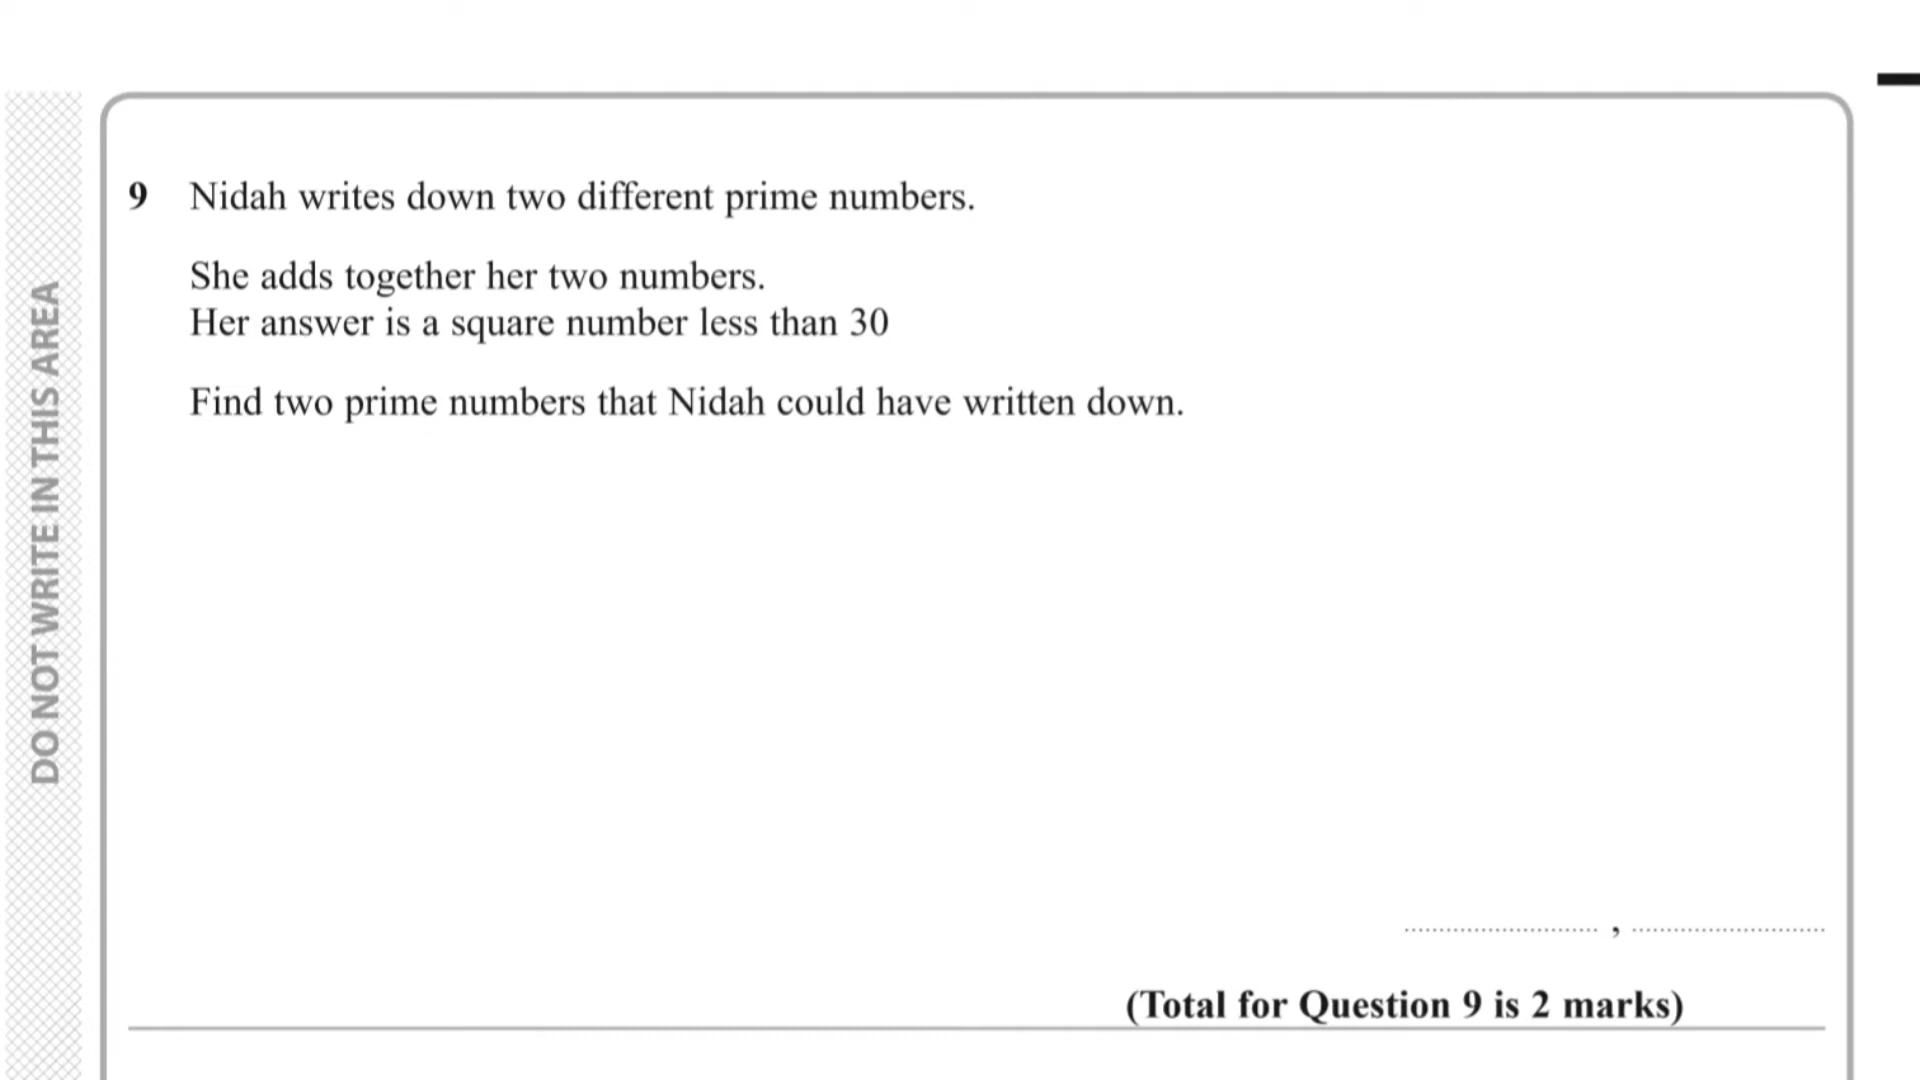 DO NOT WRITE IN THIS AREA
9 Nidah writes down two different prime numbers.
She adds together her two numbers.
Her answer is a square number less than 30
Find two prime numbers that Nidah could have written down.
.............................. , ..............................
(Total for Question 9 is 2 marks)